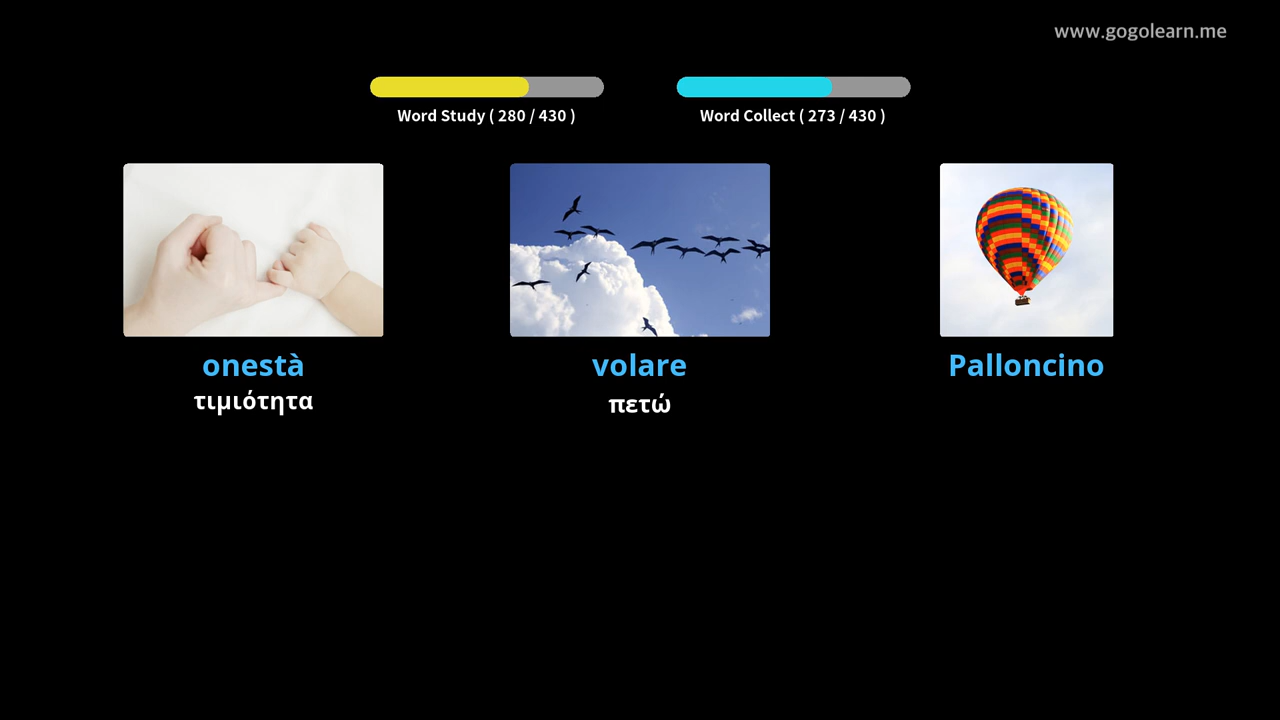 www.gogolearn.me
Word Study ( 280 / 430 )
Word Collect ( 273 / 430 )
onestà
volare
Palloncino
τιμιότητα
πετώ